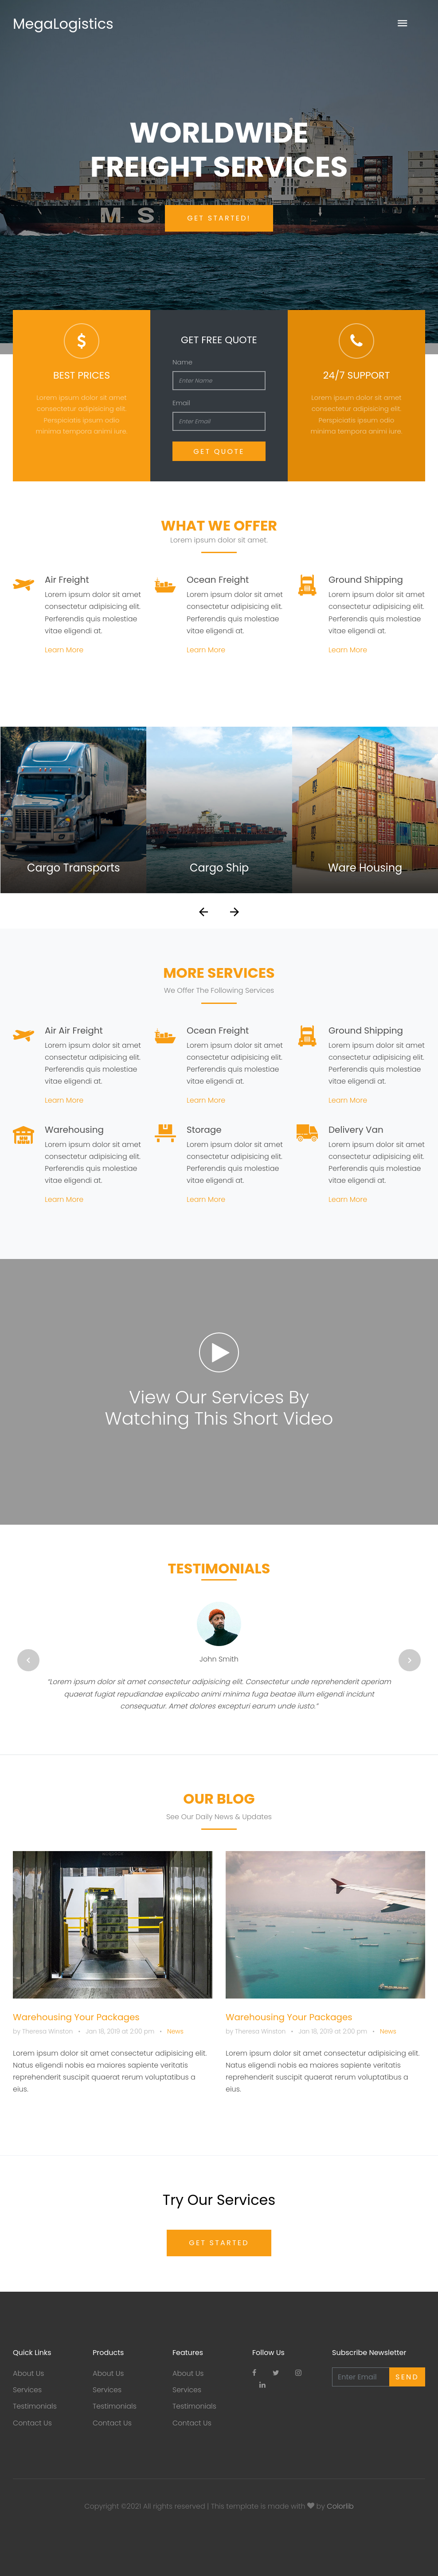 MegaLogistics
WORLDWIDE
FREIGHT SERVICES
M S
GET STARTED!
BEST PRICES
Lorem ipsum dolor sit amet
consectetur adipisicing elit.
Perspiciatis ipsum odio
minima tempora animi iure.
GET FREE QUOTE
Name
Enter Name
Email
Enter Email
GET QUOTE
24/7 SUPPORT
Lorem ipsum dolor sit amet
consectetur adipisicing elit.
Perspiciatis ipsum odio
minima tempora animi iure.
WHAT WE OFFER
Lorem ipsum dolor sit amet.
Air Freight
Lorem ipsum dolor sit amet
consectetur adipisicing elit.
Perferendis quis molestiae
vitae eligendi at.
Learn More
Ocean Freight
Lorem ipsum dolor sit amet
consectetur adipisicing elit.
Perferendis quis molestiae
vitae eligendi at.
Learn More
Ground Shipping
Lorem ipsum dolor sit amet
consectetur adipisicing elit.
Perferendis quis molestiae
vitae eligendi at.
Learn More
Cargo Transports
Cargo Ship
Ware Housing
MORE SERVICES
We Offer The Following Services
Air Air Freight
Lorem ipsum dolor sit amet
consectetur adipisicing elit.
Perferendis quis molestiae
vitae eligendi at.
Learn More
Ocean Freight
Lorem ipsum dolor sit amet
consectetur adipisicing elit.
Perferendis quis molestiae
vitae eligendi at.
Learn More
Ground Shipping
Lorem ipsum dolor sit amet
consectetur adipisicing elit.
Perferendis quis molestiae
vitae eligendi at.
Learn More
Warehousing
Lorem ipsum dolor sit amet
consectetur adipisicing elit.
Perferendis quis molestiae
vitae eligendi at.
Learn More
Storage
Lorem ipsum dolor sit amet
consectetur adipisicing elit.
Perferendis quis molestiae
vitae eligendi at.
Learn More
Delivery Van
Lorem ipsum dolor sit amet
consectetur adipisicing elit.
Perferendis quis molestiae
vitae eligendi at.
Learn More
View Our Services By
Watching This Short Video
TESTIMONIALS
John Smith
“Lorem ipsum dolor sit amet consectetur adipisicing elit. Consectetur unde reprehenderit aperiam
quaerat fugiat repudiandae explicabo animi minima fuga beatae illum eligendi incidunt
consequatur. Amet dolores excepturi earum unde iusto.”
OUR BLOG
See Our Daily News & Updates
Warehousing Your Packages
by Theresa Winston • Jan 18, 2019 at 2:00 pm • News
Lorem ipsum dolor sit amet consectetur adipisicing elit.
Natus eligendi nobis ea maiores sapiente veritatis
reprehenderit suscipit quaerat rerum voluptatibus a
eius.
Warehousing Your Packages
by Theresa Winston • Jan 18, 2019 at 2:00 pm • News
Lorem ipsum dolor sit amet consectetur adipisicing elit.
Natus eligendi nobis ea maiores sapiente veritatis
reprehenderit suscipit quaerat rerum voluptatibus a
eius.
Try Our Services
GET STARTED
Quick Links
About Us
Services
Testimonials
Contact Us
Products
About Us
Services
Testimonials
Contact Us
Features
About Us
Services
Testimonials
Contact Us
Follow Us
Subscribe Newsletter
Enter Email
SEND
Copyright ©2021 All rights reserved | This template is made with ♥ by Colorlib